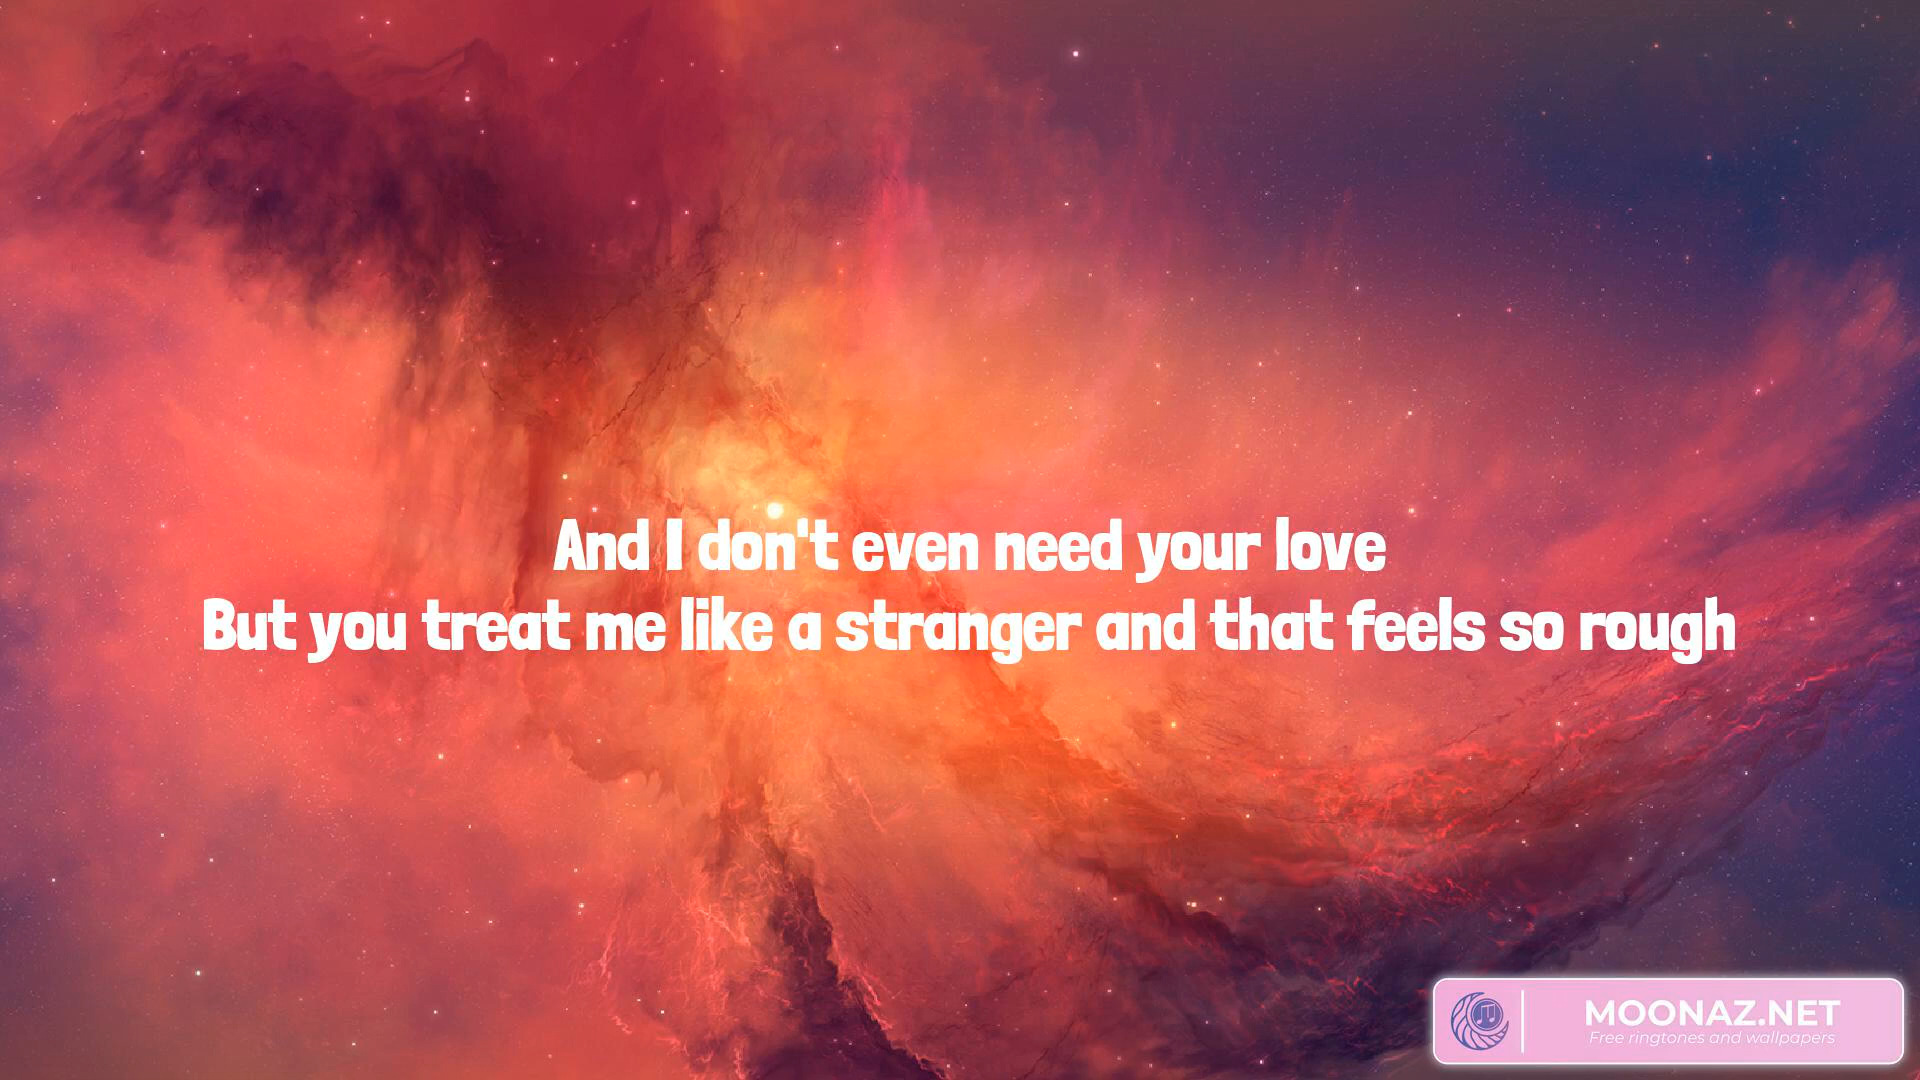 And I don't even need your love
But you treat me like a stranger and that feels so rough
MOONAZ.NET
Free ringtones and wallpapers